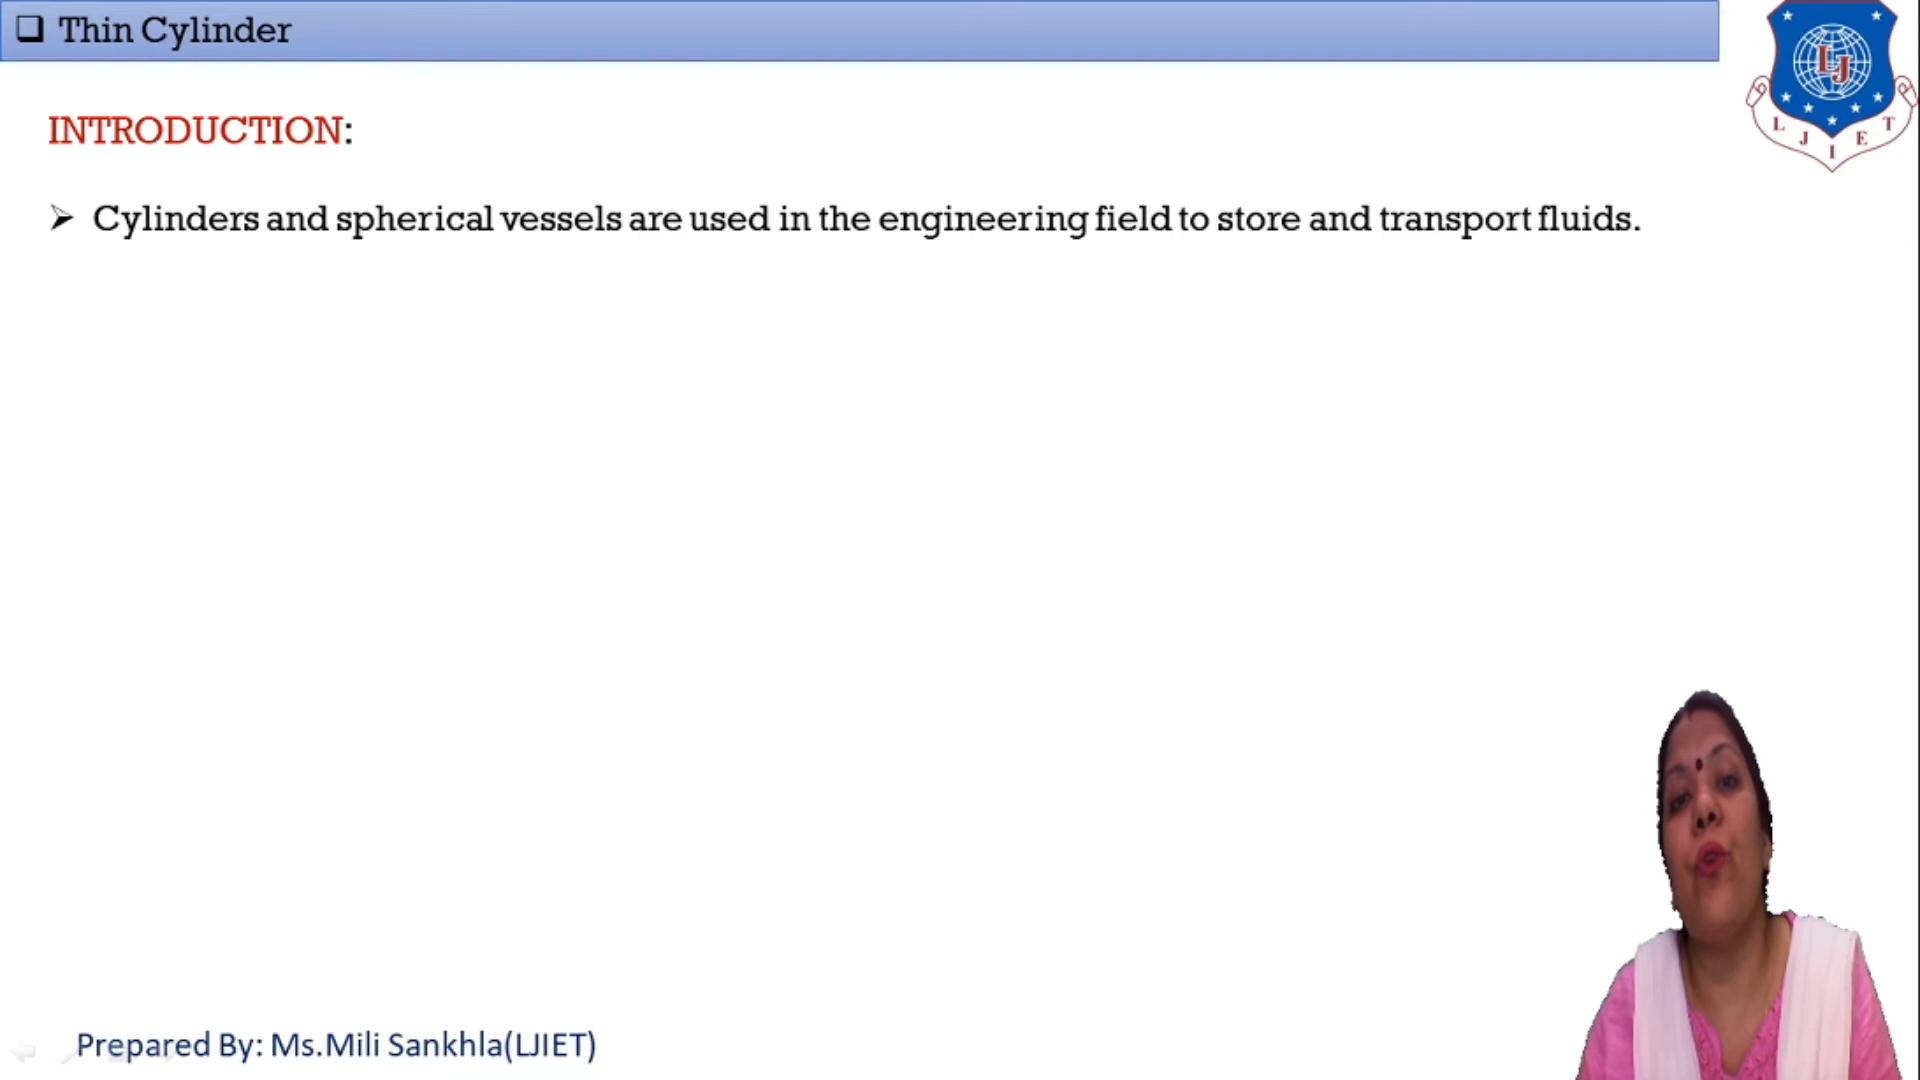 Thin Cylinder
INTRODUCTION:
Cylinders and spherical vessels are used in the engineering field to store and transport fluids.
LJ
L J I E T
Prepared By: Ms.Mili Sankhla(LJIET)